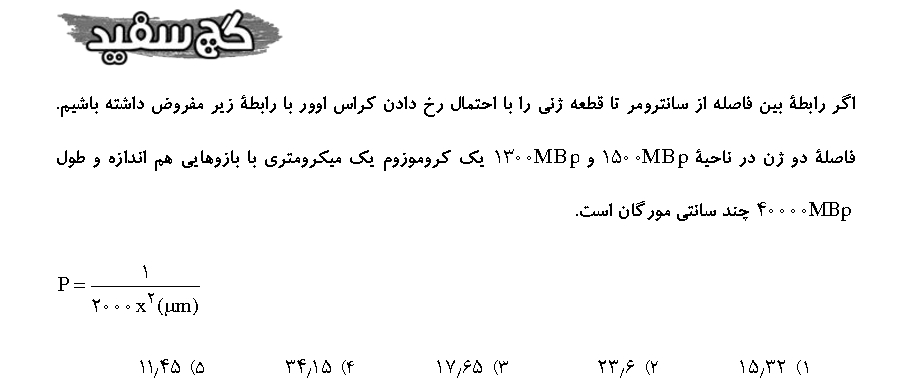 گچ سفید
اگر رابطهٔ بین فاصله از سانترومر تا قطعه ژنی را با احتمال رخ دادن کراس اوور با رابطهٔ زیر مفروض داشته باشیم.
فاصلهٔ دو ژن در ناحیهٔ ۱۵۰۰MBp و ۱۳۰۰MBp یک کروموزوم یک میکرومتری با بازوهایی هم اندازه و طول
۴۰۰۰۰MBp چند سانتی مورگان است.
P = ۱ / ۲۰۰۰x^۲(μm)
۱) ۱۵٫۳۲ ۲) ۲۳٫۶ ۳) ۱۷٫۶۵ ۴) ۳۴٫۱۵ ۵) ۱۱٫۴۵